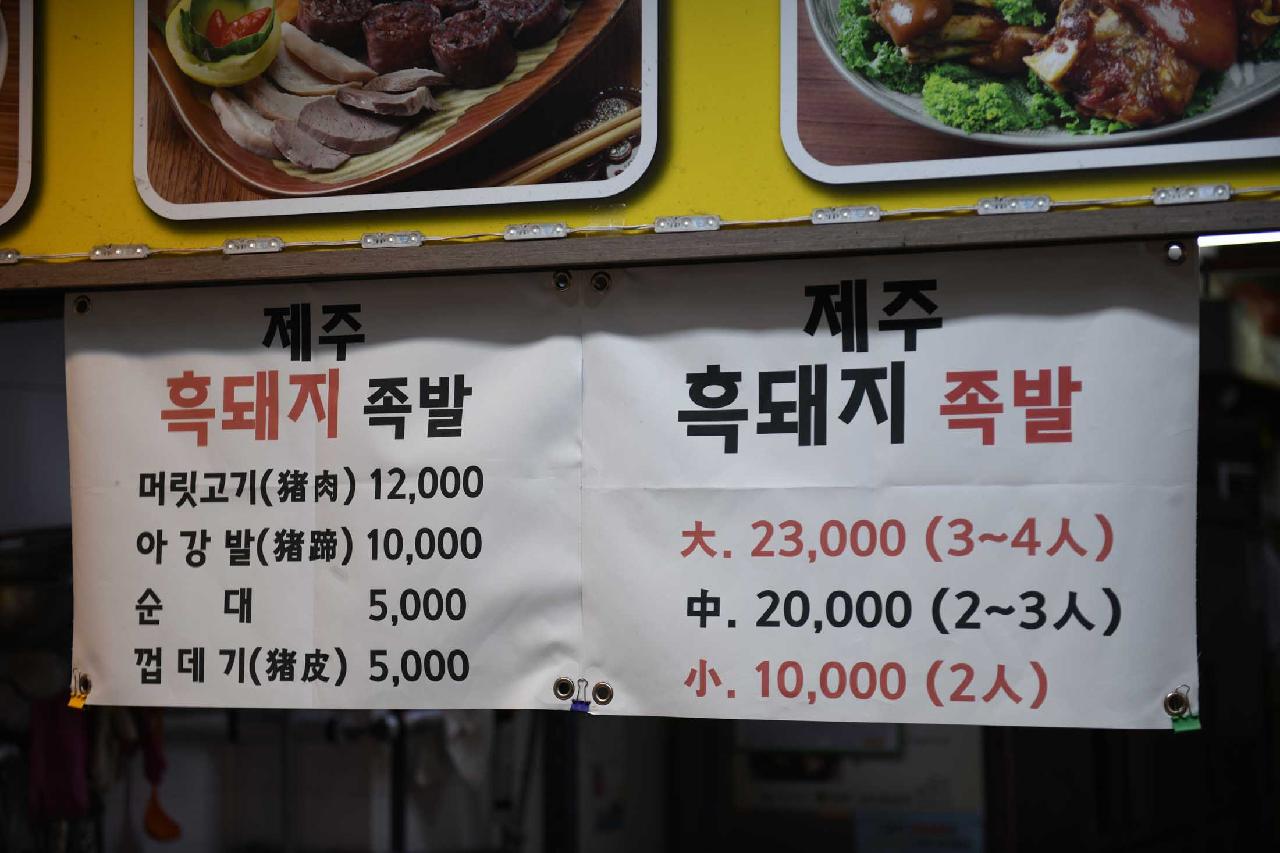 제주
흑돼지 족발
머릿고기(猪肉) 12,000
아 강 발(猪蹄) 10,000
순 대 5,000
껍 데 기(猪皮) 5,000
제주
흑돼지 족발
大. 23,000 (3~4人)
中. 20,000 (2~3人)
小. 10,000 (2人)